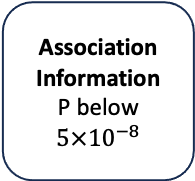 Association
Information
P below
5×10⁻⁸